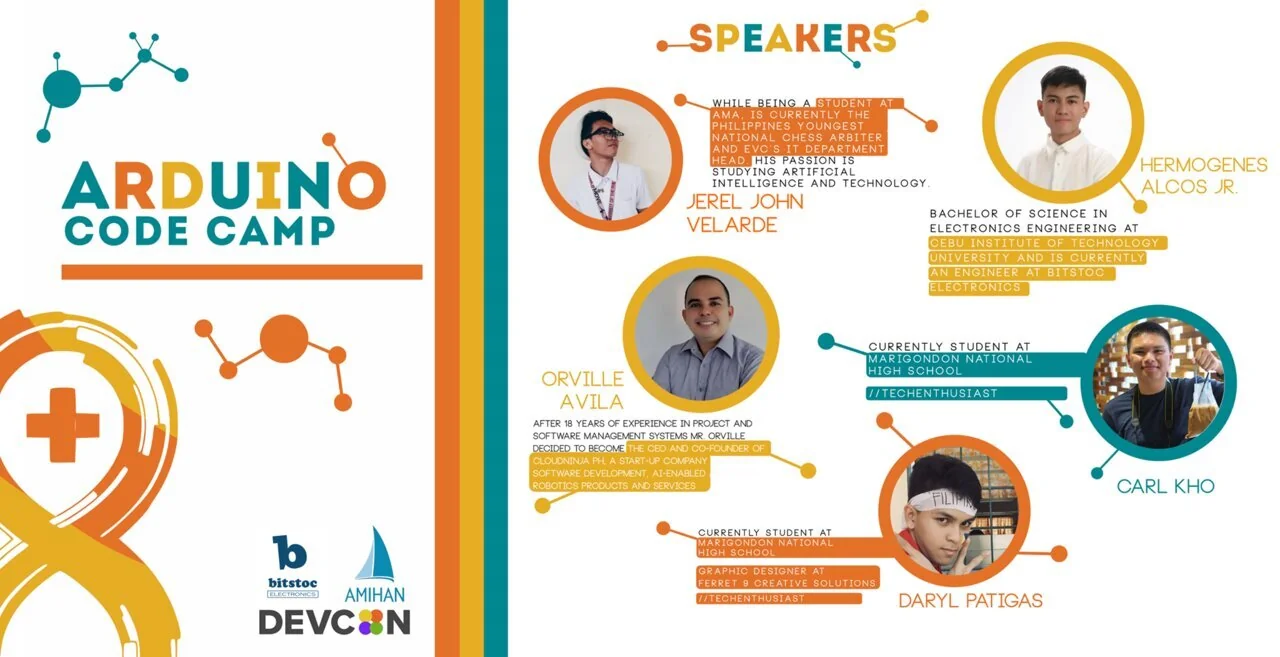 ARDUINO
CODE CAMP
bitstoc
ELECTRONICS
AMIHAN
DEVCON
SPEAKERS
WHILE BEING A STUDENT AT
AMA, IS CURRENTLY THE
PHILIPPINES YOUNGEST
NATIONAL CHESS ARBITER
AND EVC'S IT DEPARTMENT
HEAD. HIS PASSION IS
STUDYING ARTIFICIAL
INTELLIGENCE AND TECHNOLOGY.
JEREL JOHN
VELARDE
HERMOGENES
ALCOS JR.
BACHELOR OF SCIENCE IN
ELECTRONICS ENGINEERING AT
CEBU INSTITUTE OF TECHNOLOGY
UNIVERSITY AND IS CURRENTLY
AN ENGINEER AT BITSTOC
ELECTRONICS
ORVILLE
AVILA
AFTER 18 YEARS OF EXPERIENCE IN PROJECT AND
SOFTWARE MANAGEMENT SYSTEMS MR. ORVILLE
DECIDED TO BECOME THE CEO AND CO-FOUNDER OF
CLOUDNINJA PH, A START-UP COMPANY
SOFTWARE DEVELOPMENT, AI-ENABLED
ROBOTICS PRODUCTS AND SERVICES
CURRENTLY STUDENT AT
MARIGONDON NATIONAL
HIGH SCHOOL
//TECHENTHUSIAST
CARL KHO
CURRENTLY STUDENT AT
MARIGONDON NATIONAL
HIGH SCHOOL
GRAPHIC DESIGNER AT
FERRET 9 CREATIVE SOLUTIONS
//TECHENTHUSIAST
FILIPIN
DARYL PATIGAS